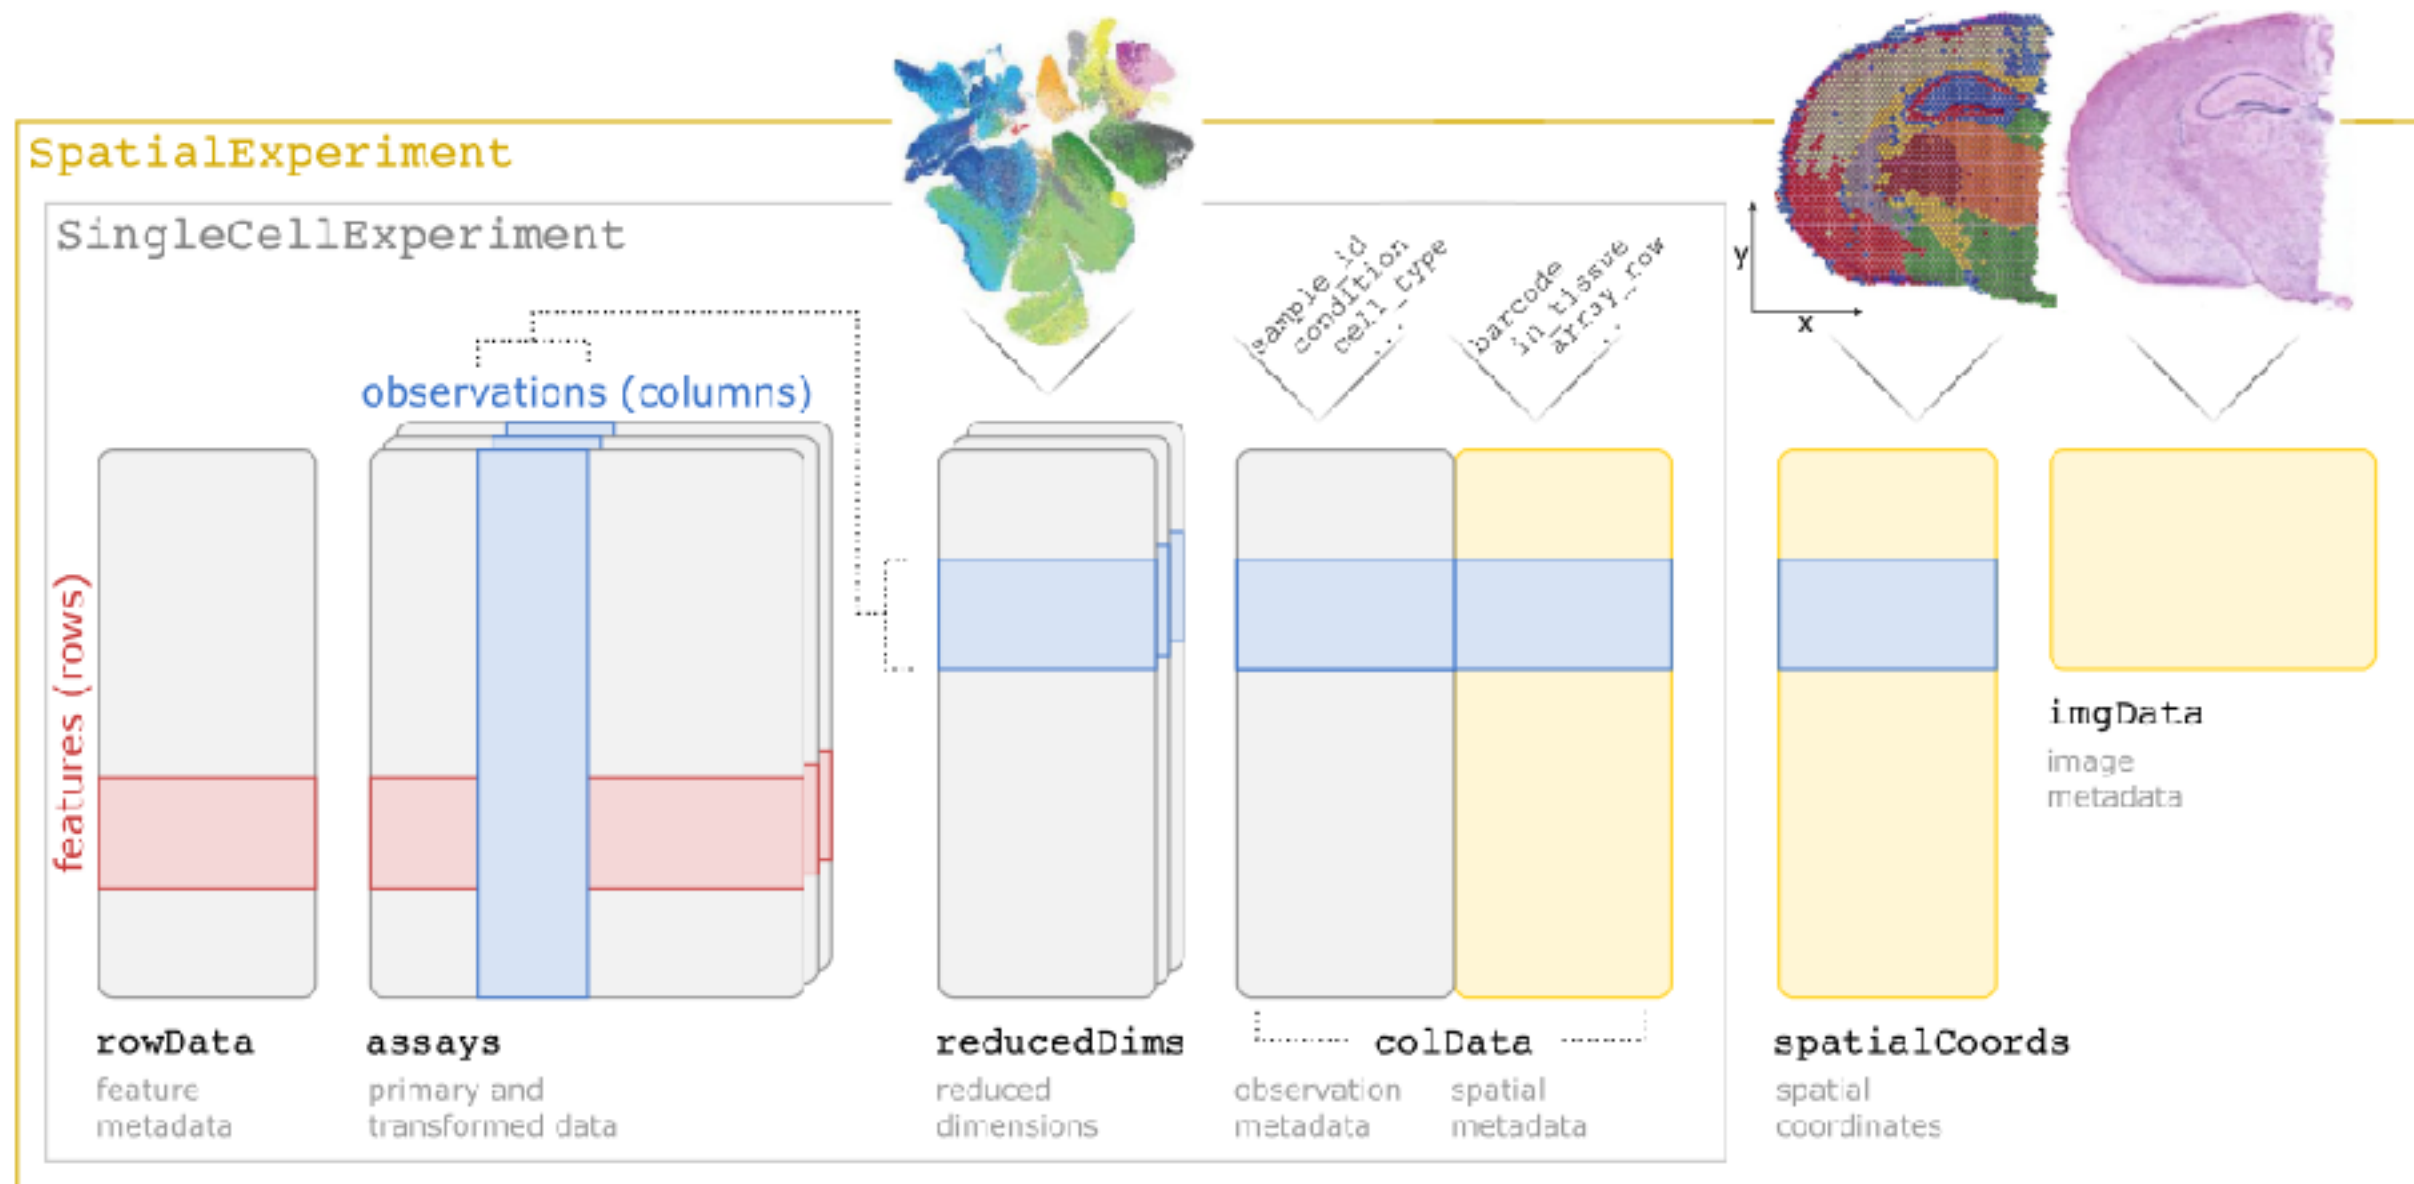 SpatialExperiment
SingleCellExperiment
sample_id
condition
cell_type
..
barcode
in_tissue
array_row
..
y
x
observations (columns)
features (rows)
imgData
image
metadata
rowData
feature
metadata
assays
primary and
transformed data
reducedDims
reduced
dimensions
colData
observation
metadata
spatial
metadata
spatialCoords
spatial
coordinates